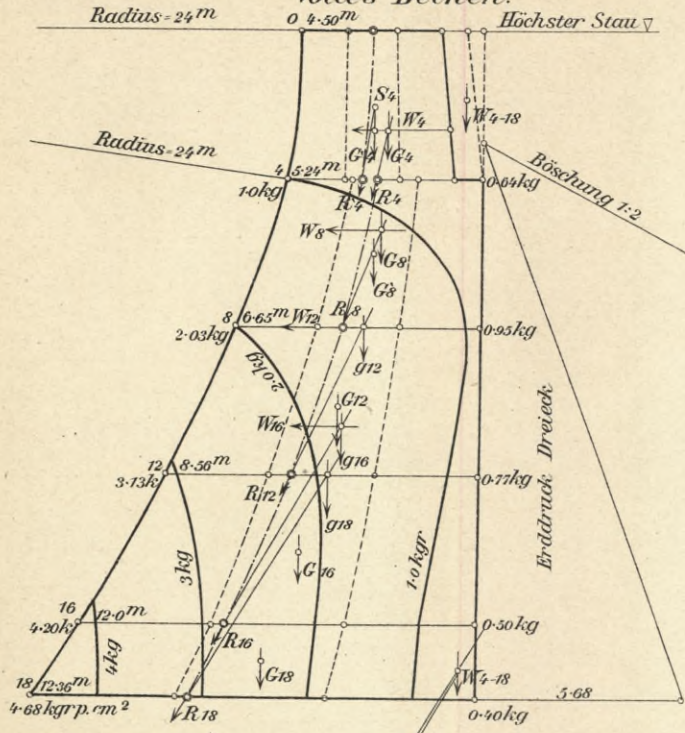 Volles Becken.
Radius = 24 m
0 4·50 m
Höchster Stau
S4
W4
W4-18
G'4 G4
Radius = 24 m
4 5·24 m
R'4 R4
0·64 kg
Böschung 1:2
1·0 kg
W8
G8
G'8
8 6·65 m
W12
R8
2·03 kg
0·95 kg
2·0 kg
g12
G12
W16
g16
12 8·56 m
3·13 k
R12
0·77 kg
g18
Erddruck Dreieck
3 kg
1·0 kgr
G16
16 12·0 m
4·20 k
R16
0·50 kg
4 kg
G18
W4-18
18 12·36 m
5·68
4·68 kgr p. cm²
R18
0·40 kg